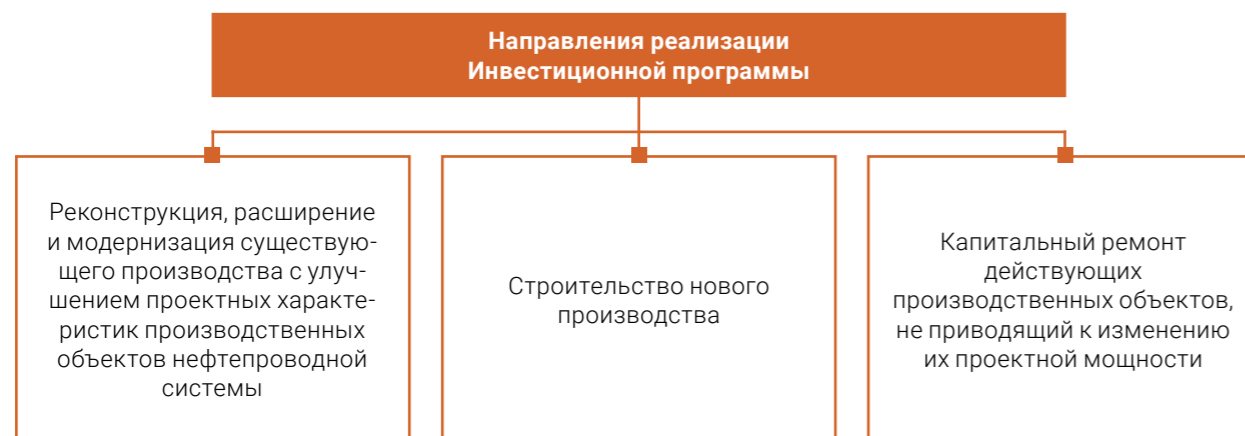 Направления реализации
Инвестиционной программы
Реконструкция, расширение
и модернизация существую-
щего производства с улуч-
шением проектных характе-
ристик производственных
объектов нефтепроводной
системы
Строительство нового
производства
Капитальный ремонт
действующих
производственных объектов,
не приводящий к изменению
их проектной мощности